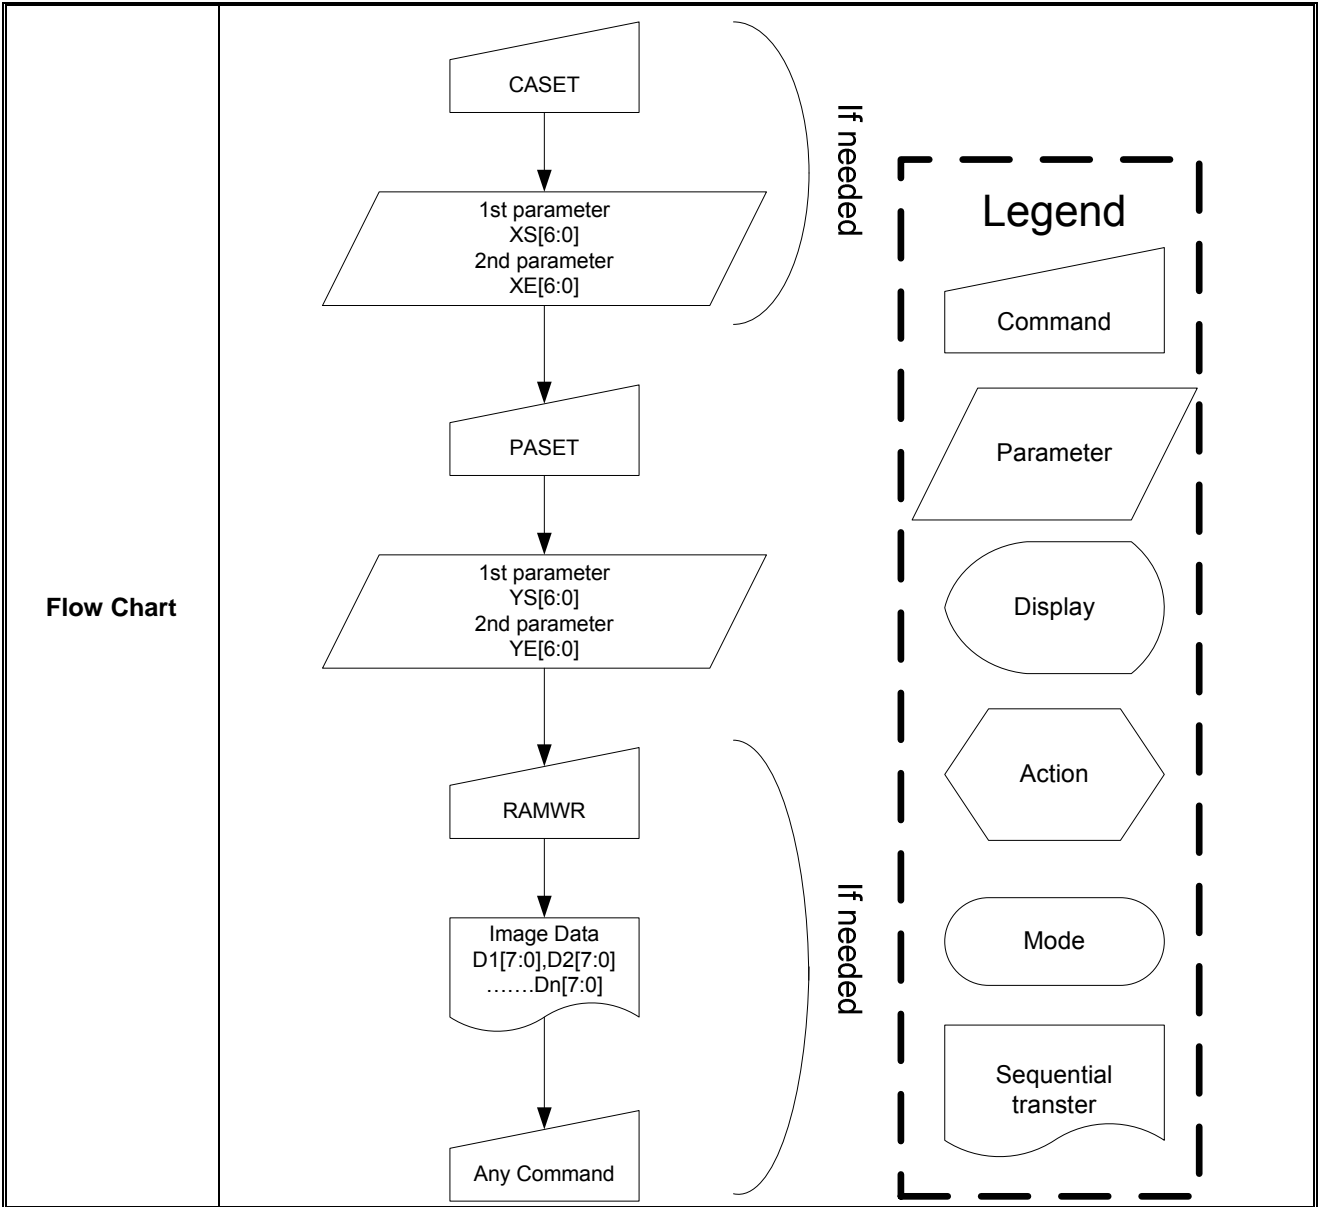 Flow Chart
CASET
1st parameter
XS[6:0]
2nd parameter
XE[6:0]
If needed
PASET
1st parameter
YS[6:0]
2nd parameter
YE[6:0]
RAMWR
Image Data
D1[7:0],D2[7:0]
.......Dn[7:0]
Any Command
If needed
Legend
Command
Parameter
Display
Action
Mode
Sequential
transter